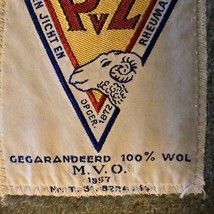 PvZ
N JICHT EN
RHEUMA
OPGER. 1872
GEGARANDEERD 100% WOL
M.V.O.
1957